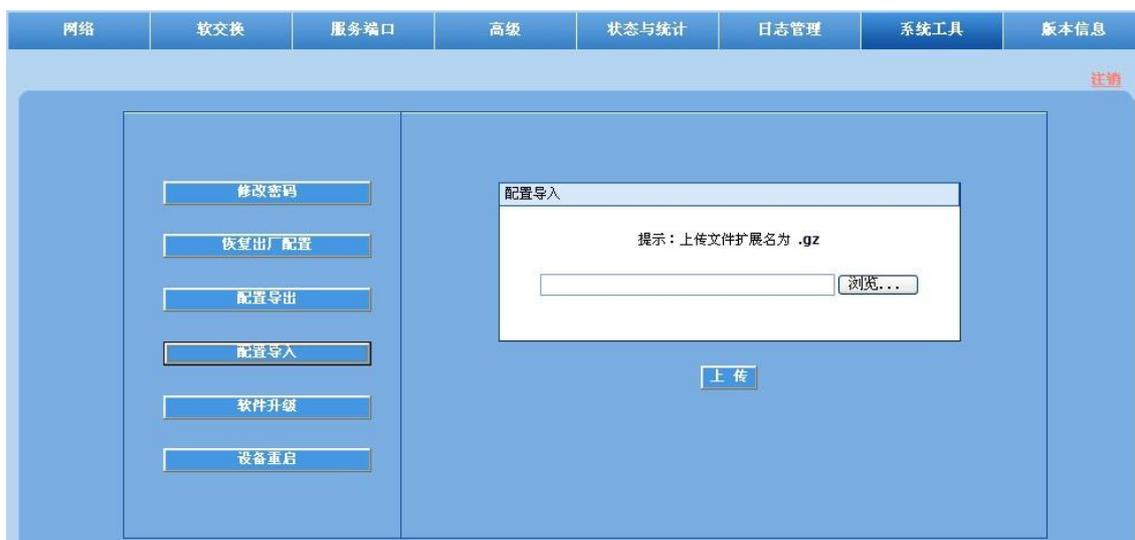 网络 软交换 服务端口 高级 状态与统计 日志管理 系统工具 版本信息
注销
修改密码
恢复出厂配置
配置导出
配置导入
软件升级
设备重启
配置导入
提示：上传文件扩展名为 .gz
浏览...
上 传